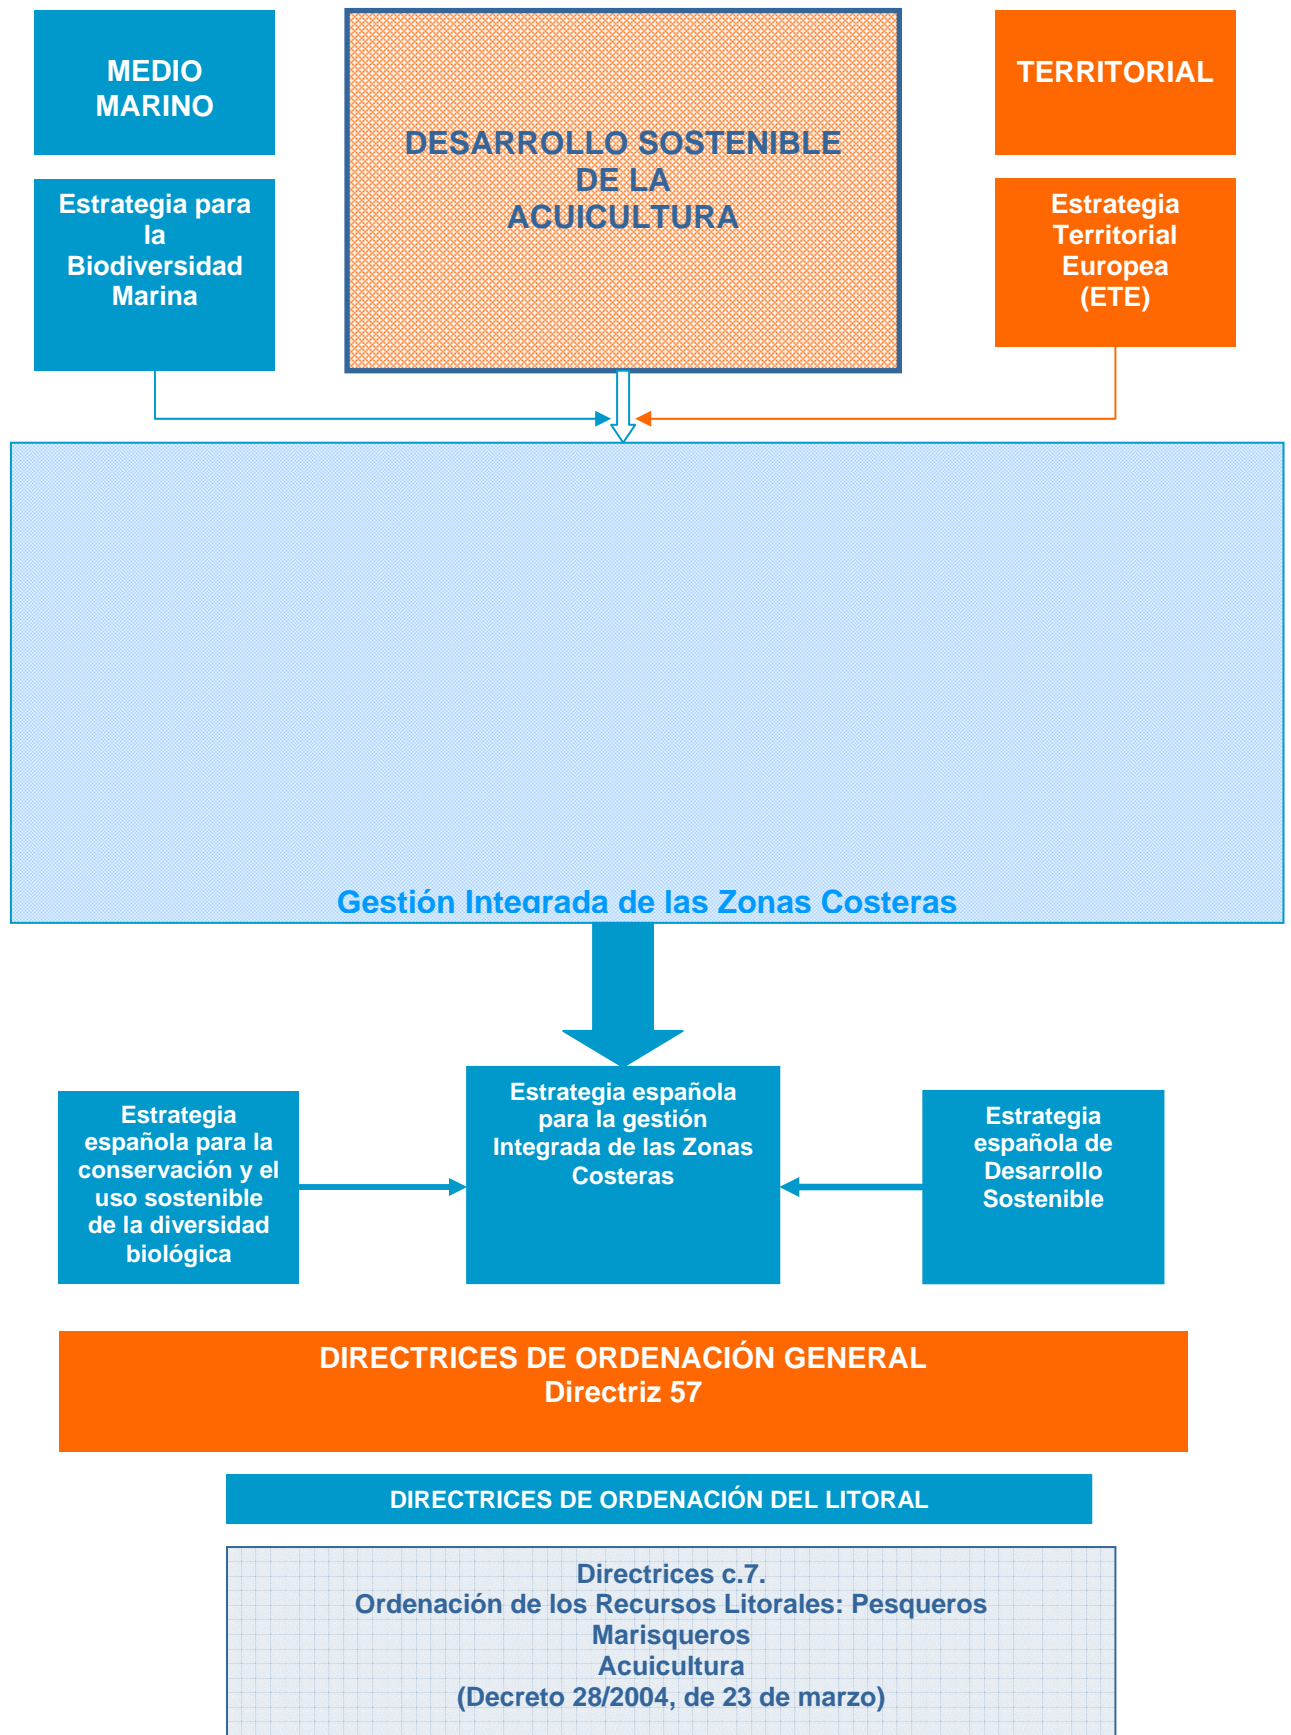 MEDIO
MARINO
Estrategia para
la
Biodiversidad
Marina
DESARROLLO SOSTENIBLE
DE LA
ACUICULTURA
TERRITORIAL
Estrategia
Territorial
Europea
(ETE)
Gestión Integrada de las Zonas Costeras
Estrategia
española para la
conservación y el
uso sostenible
de la diversidad
biológica
Estrategia española
para la gestión
Integrada de las Zonas
Costeras
Estrategia
española de
Desarrollo
Sostenible
DIRECTRICES DE ORDENACIÓN GENERAL
Directriz 57
DIRECTRICES DE ORDENACIÓN DEL LITORAL
Directrices c.7.
Ordenación de los Recursos Litorales: Pesqueros
Marisqueros
Acuicultura
(Decreto 28/2004, de 23 de marzo)